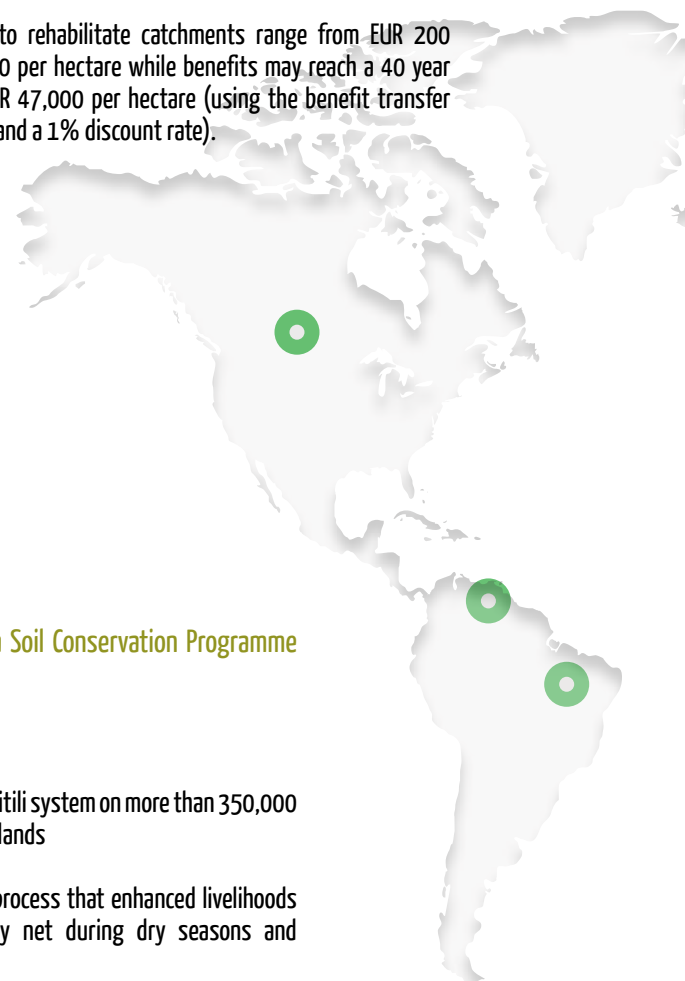 to rehabilitate catchments range from EUR 200
0 per hectare while benefits may reach a 40 year
R 47,000 per hectare (using the benefit transfer
and a 1% discount rate).
Soil Conservation Programme
itili system on more than 350,000
lands
process that enhanced livelihoods
y net during dry seasons and